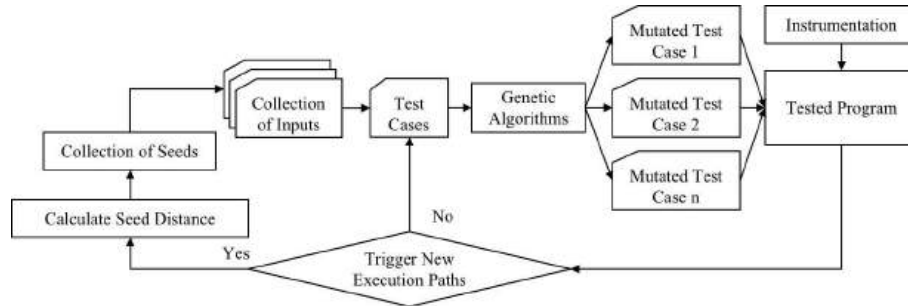 Collection
of Inputs
Test
Cases
Genetic
Algorithms
Mutated Test
Case 1
Mutated Test
Case 2
Mutated Test
Case n
Instrumentation
Tested Program
Collection of Seeds
Calculate Seed Distance
Yes
No
Trigger New
Execution Paths